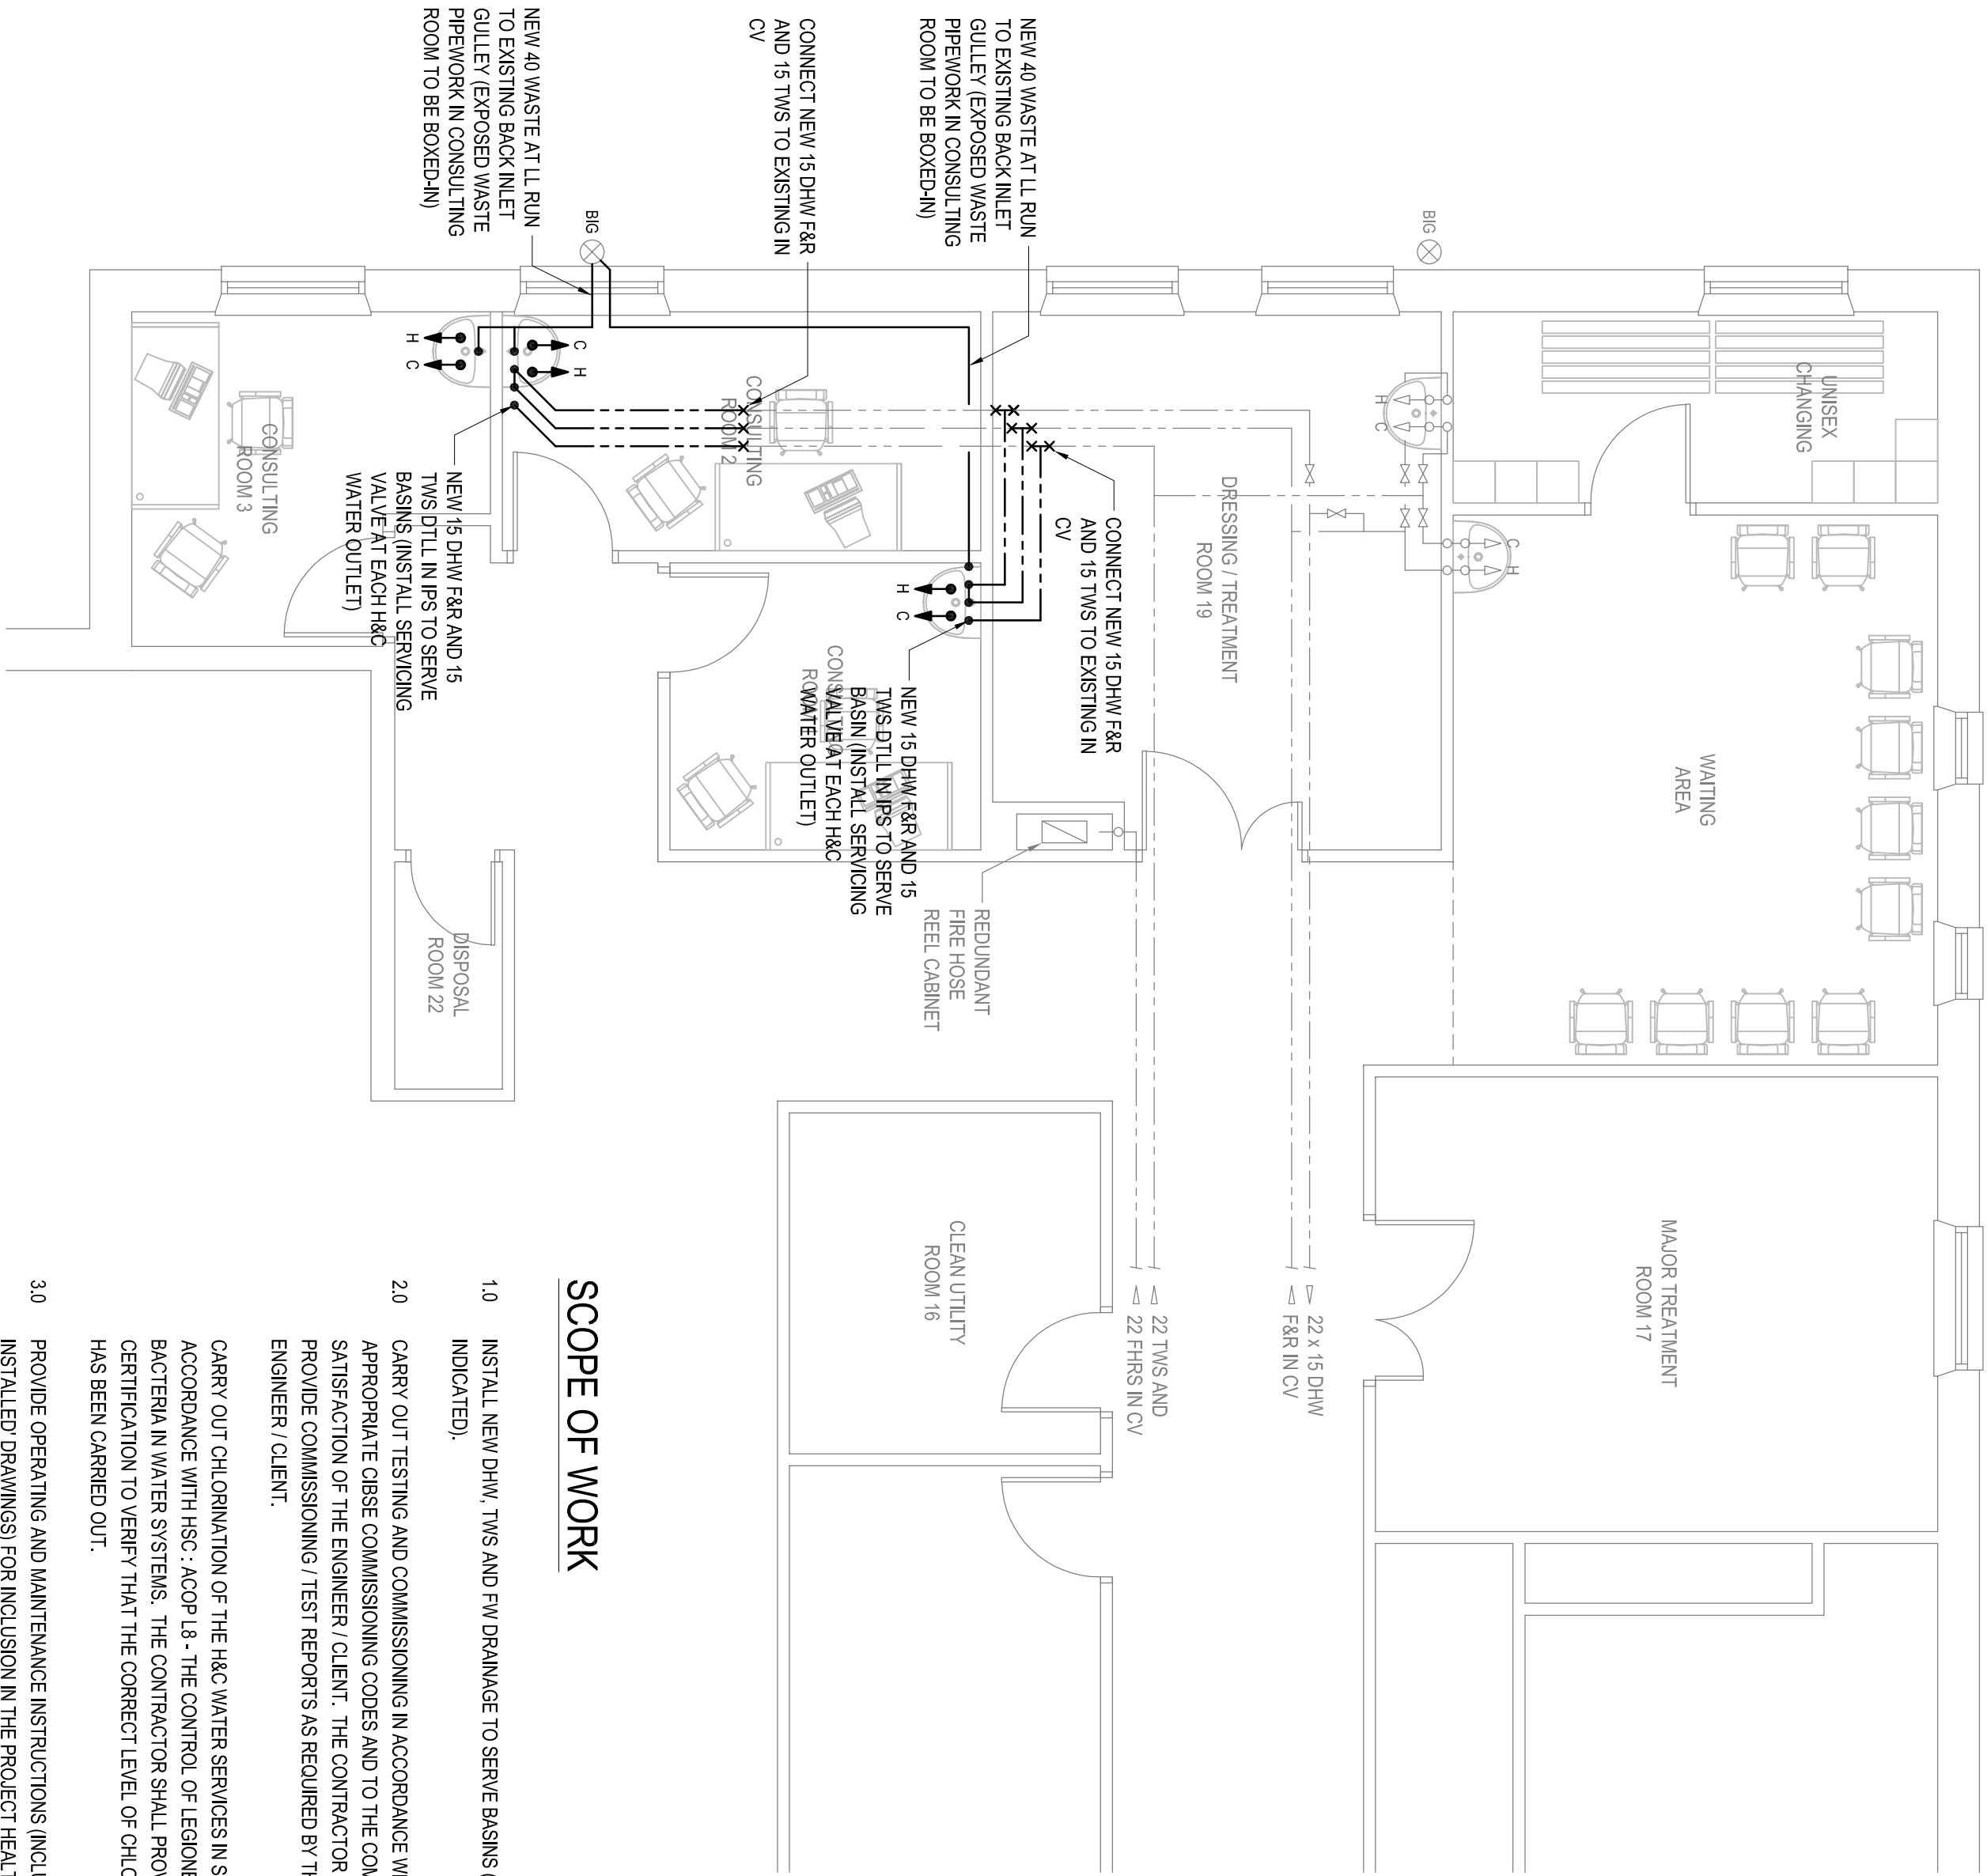 NEW 40 WASTE AT LL RUN
TO EXISTING BACK INLET
GULLEY (EXPOSED WASTE
PIPEWORK IN CONSULTING
ROOM TO BE BOXED-IN)
CONNECT NEW 15 DHW F&R
AND 15 TWS TO EXISTING IN
CV
NEW 40 WASTE AT LL RUN
TO EXISTING BACK INLET
GULLEY (EXPOSED WASTE
PIPEWORK IN CONSULTING
ROOM TO BE BOXED-IN)
BIG
BIG
UNISEX
CHANGING
H
C
C
H
H
C
C
H
H
C
CONSULTING
ROOM 2
CONSULTING
ROOM 3
DRESSING / TREATMENT
ROOM 19
CONNECT NEW 15 DHW F&R
AND 15 TWS TO EXISTING IN
CV
NEW 15 DHW F&R AND 15
TWS DTLL IN IPS TO SERVE
BASINS (INSTALL SERVICING
VALVE AT EACH H&C
WATER OUTLET)
CONSULTING
NEW 15 DHW F&R AND 15
TWS DTLL IN IPS TO SERVE
BASIN (INSTALL SERVICING
VALVE AT EACH H&C
WATER OUTLET)
WAITING
AREA
REDUNDANT
FIRE HOSE
REEL CABINET
DISPOSAL
ROOM 22
MAJOR TREATMENT
ROOM 17
CLEAN UTILITY
ROOM 16
22 x 15 DHW
F&R IN CV
22 TWS AND
22 FHRS IN CV
SCOPE OF WORK
1.0 INSTALL NEW DHW, TWS AND FW DRAINAGE TO SERVE BASINS (
INDICATED).
2.0 CARRY OUT TESTING AND COMMISSIONING IN ACCORDANCE
APPROPRIATE CIBSE COMMISSIONING CODES AND TO THE
SATISFACTION OF THE ENGINEER / CLIENT. THE CONTRACTOR
PROVIDE COMMISSIONING / TEST REPORTS AS REQUIRED BY
ENGINEER / CLIENT.
CARRY OUT CHLORINATION OF THE H&C WATER SERVICES IN
ACCORDANCE WITH HSC : ACOP L8 - THE CONTROL OF
BACTERIA IN WATER SYSTEMS. THE CONTRACTOR SHALL
CERTIFICATION TO VERIFY THAT THE CORRECT LEVEL OF
HAS BEEN CARRIED OUT.
3.0 PROVIDE OPERATING AND MAINTENANCE INSTRUCTIONS
INSTALLED' DRAWINGS) FOR INCLUSION IN THE PROJECT